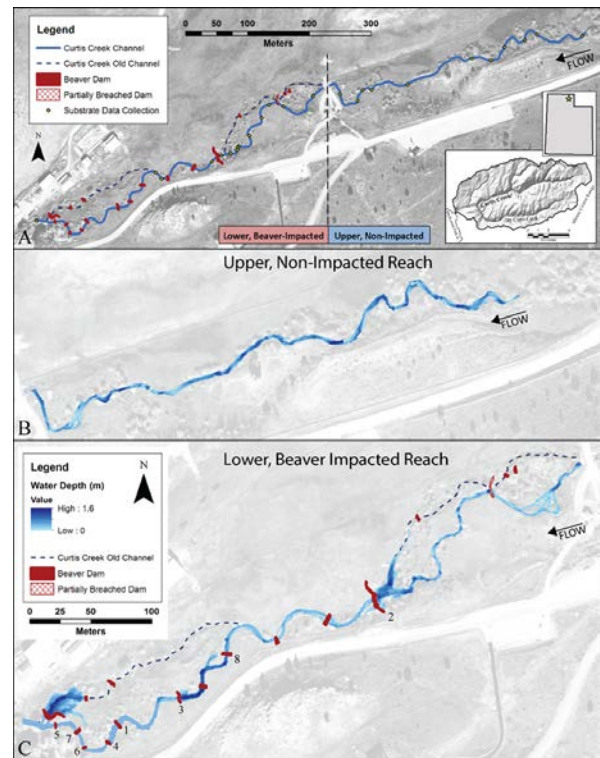 Legend
Curtis Creek Channel
Curtis Creek Old Channel
Beaver Dam
Partially Breached Dam
Substrate Data Collection
0 50 100 200 300
Meters
FLOW
N
A
Lower, Beaver-Impacted
Upper, Non-Impacted
Curtis Creek
Upper, Non-Impacted Reach
FLOW
B
Lower, Beaver Impacted Reach
Legend
N
Water Depth (m)
Value
High : 1.6
Low : 0
Curtis Creek Old Channel
Beaver Dam
Partially Breached Dam
0 25 50 100
Meters
FLOW
2
8
3
1
5
7
4
6
C